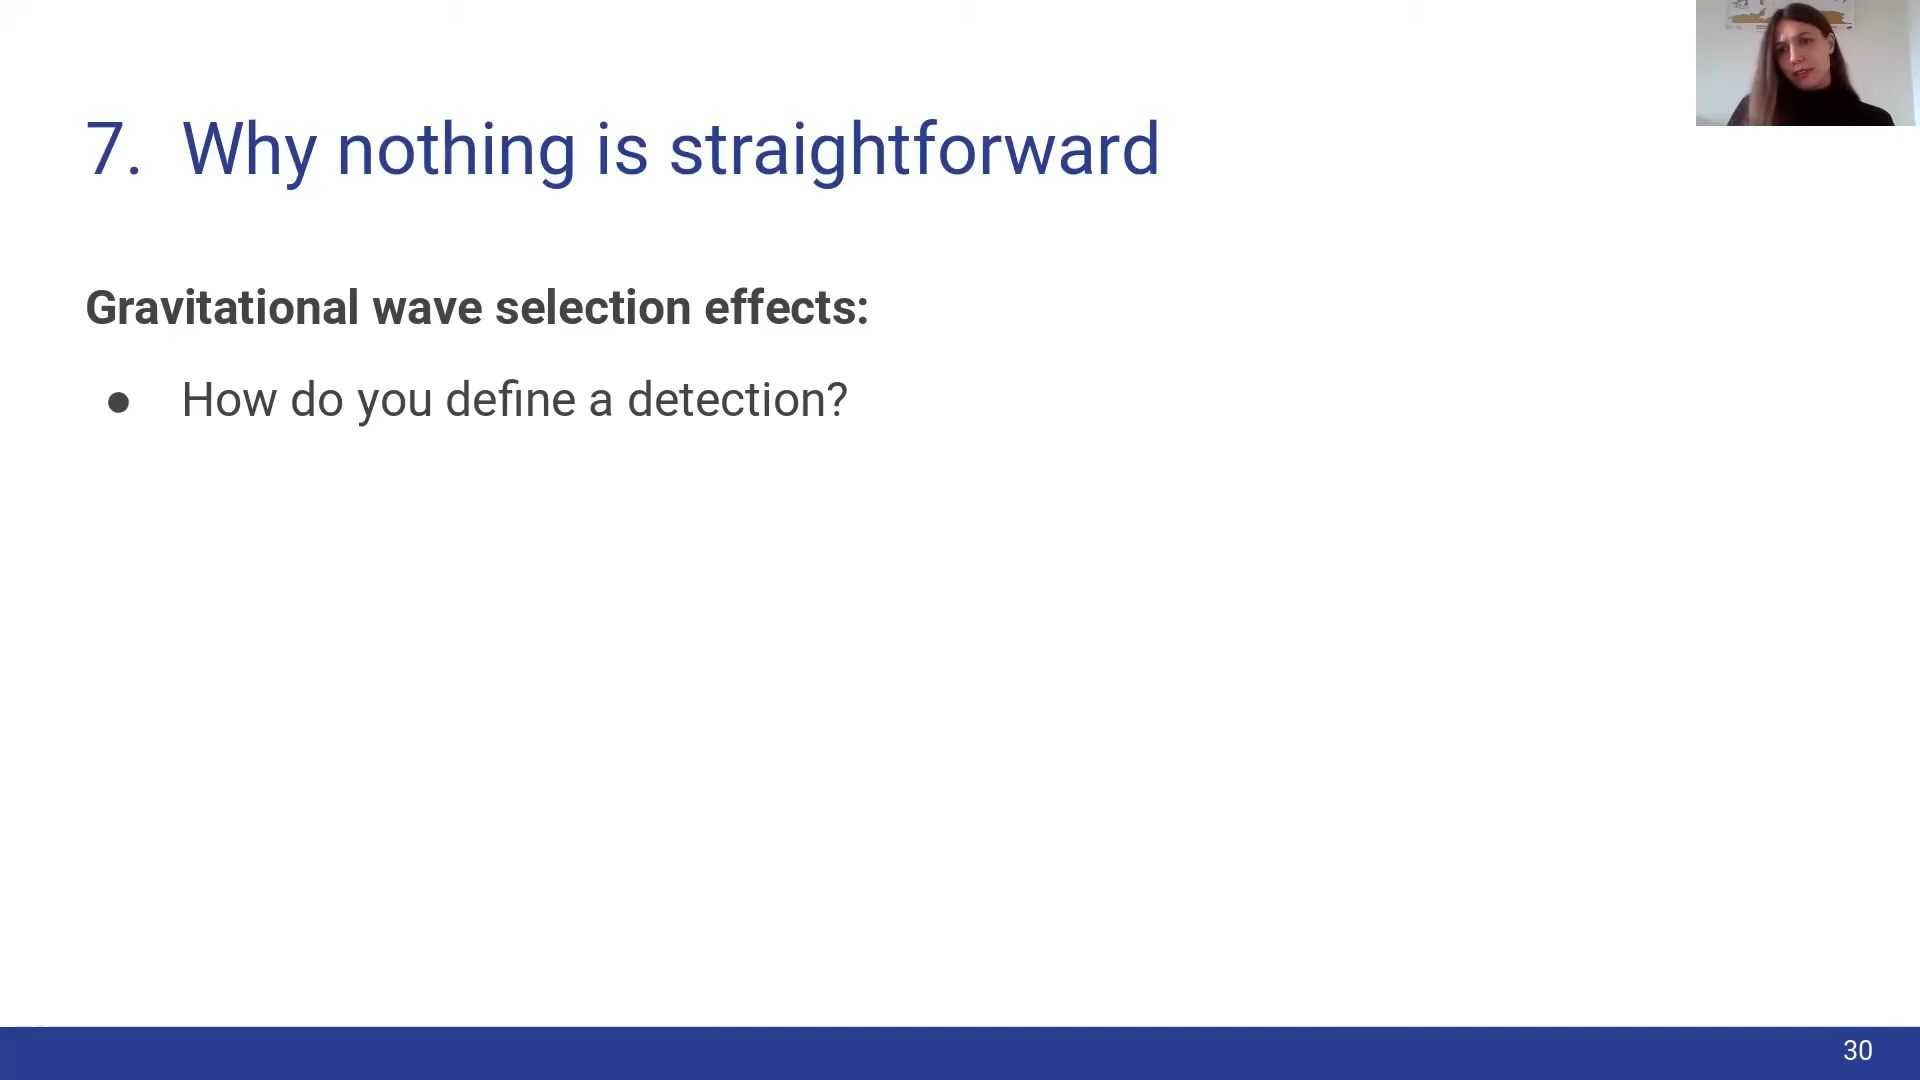 7. Why nothing is straightforward
Gravitational wave selection effects:
● How do you define a detection?
30